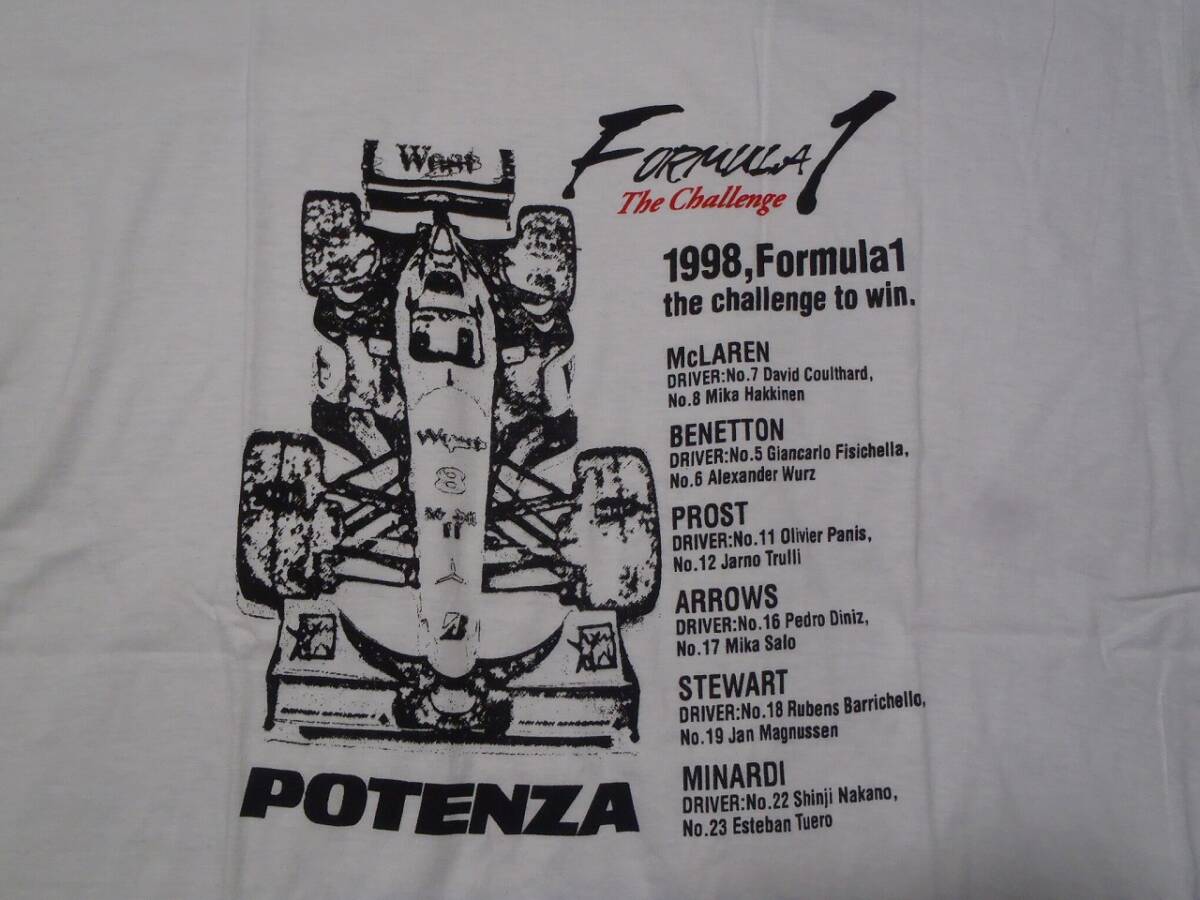 West
FORMULA 1
The Challenge
1998,Formula1
the challenge to win.
McLAREN
DRIVER:No.7 David Coulthard,
No.8 Mika Hakkinen
BENETTON
DRIVER:No.5 Giancarlo Fisichella,
No.6 Alexander Wurz
PROST
DRIVER:No.11 Olivier Panis,
No.12 Jarno Trulli
ARROWS
DRIVER:No.16 Pedro Diniz,
No.17 Mika Salo
STEWART
DRIVER:No.18 Rubens Barrichello,
No.19 Jan Magnussen
MINARDI
DRIVER:No.22 Shinji Nakano,
No.23 Esteban Tuero
West
8
B
POTENZA